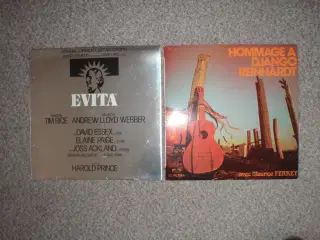 EVITA
TIM RICE
ANDREW LLOYD WEBBER
DAVID ESSEX
ELAINE PAIGE
JOSS ACKLAND
HAROLD PRINCE
HOMMAGE A
DJANGO
REINHARDT
avec Maurice FERRET